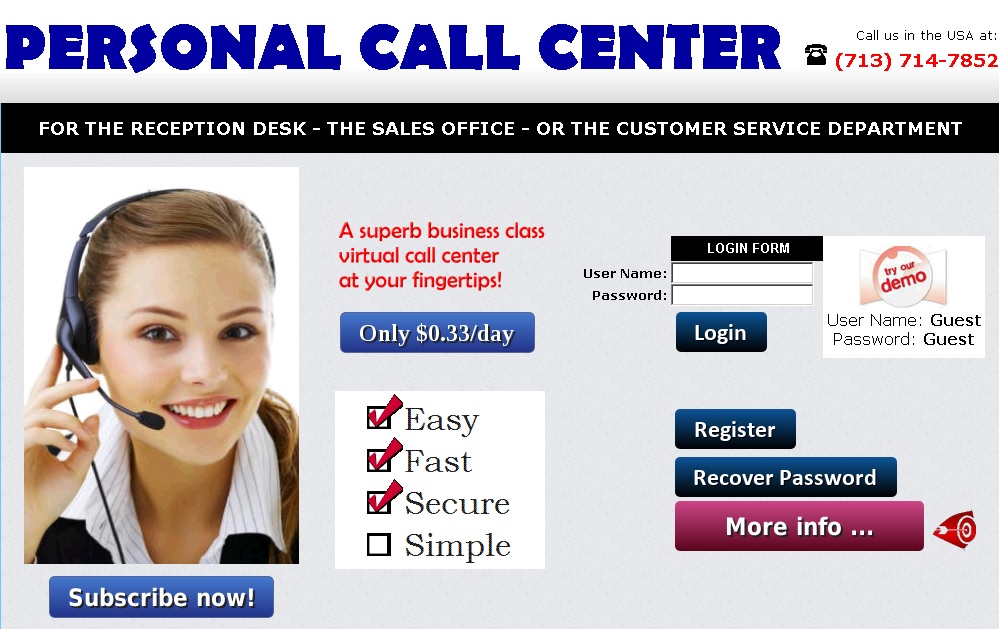 PERSONAL CALL CENTER
Call us in the USA at:
(713) 714-7852
FOR THE RECEPTION DESK - THE SALES OFFICE - OR THE CUSTOMER SERVICE DEPARTMENT
A superb business class
virtual call center
at your fingertips!
Only $0.33/day
Easy
Fast
Secure
Simple
Subscribe now!
LOGIN FORM
User Name:
Password:
Login
try our
demo
User Name: Guest
Password: Guest
Register
Recover Password
More info ...